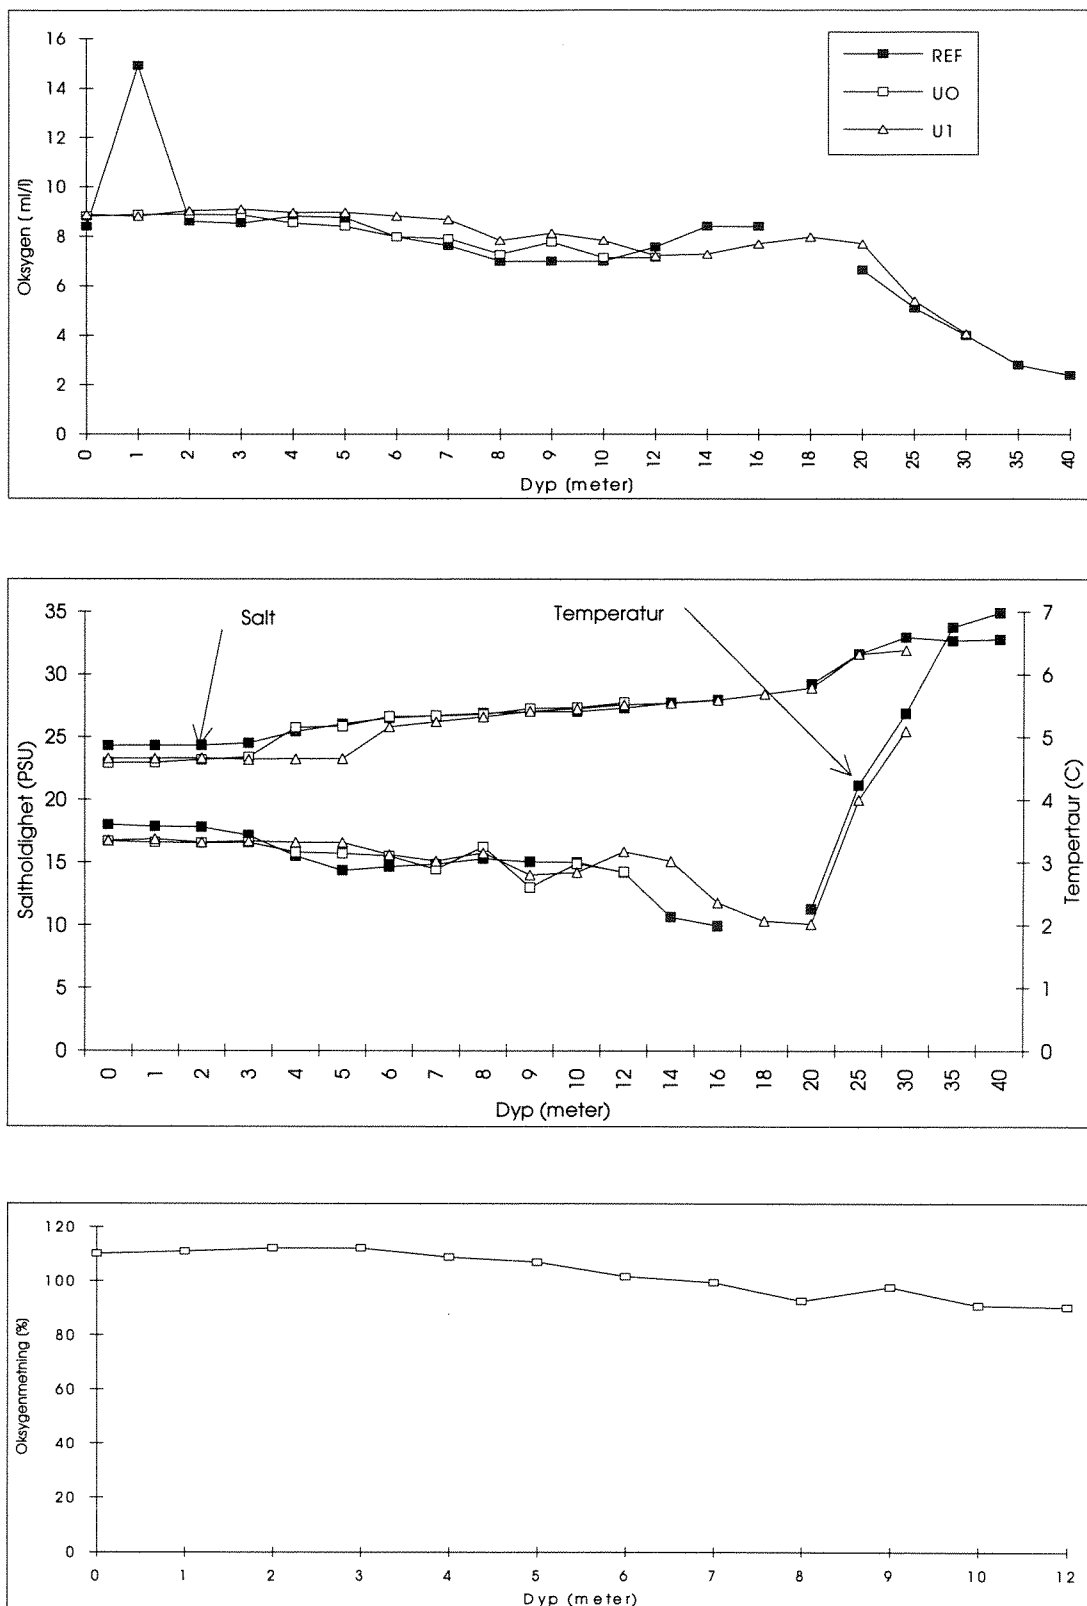 16
14
12
10
8
6
4
2
0
Oksygen (ml/l)
REF
U0
U1
0 1 2 3 4 5 6 7 8 9 10 12 14 16 18 20 25 30 35 40
Dyp (meter)
Salt
Temperatur
35
30
25
20
15
10
5
0
Saltholdighet (PSU)
7
6
5
4
3
2
1
0
Tempertaur (C)
0 1 2 3 4 5 6 7 8 9 10 12 14 16 18 20 25 30 35 40
Dyp (meter)
120
100
80
60
40
20
0
Oksygenmetning (%)
0 1 2 3 4 5 6 7 8 9 10 12
Dyp (meter)